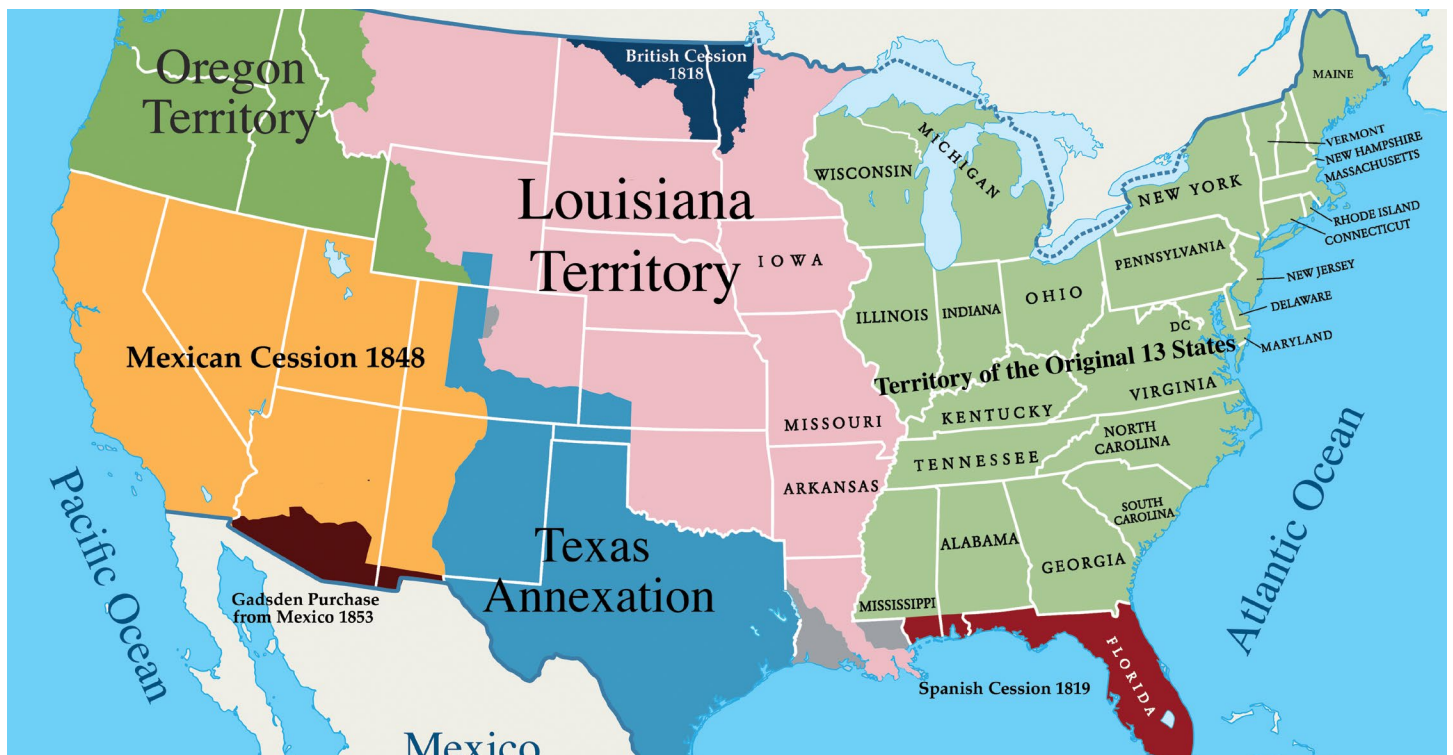 Oregon
Territory
British Cession
1818
MAINE
VERMONT
NEW HAMPSHIRE
MASSACHUSETTS
MICHIGAN
WISCONSIN
NEW YORK
RHODE ISLAND
CONNECTICUT
Louisiana
Territory
IOWA
PENNSYLVANIA
NEW JERSEY
DELAWARE
MARYLAND
ILLINOIS
INDIANA
OHIO
DC
Mexican Cession 1848
Territory of the Original 13 States
VIRGINIA
KENTUCKY
MISSOURI
NORTH
CAROLINA
TENNESSEE
ARKANSAS
SOUTH
CAROLINA
Pacific Ocean
Atlantic Ocean
Texas
Annexation
ALABAMA
GEORGIA
MISSISSIPPI
Gadsden Purchase
from Mexico 1853
FLORIDA
Spanish Cession 1819
Mexico